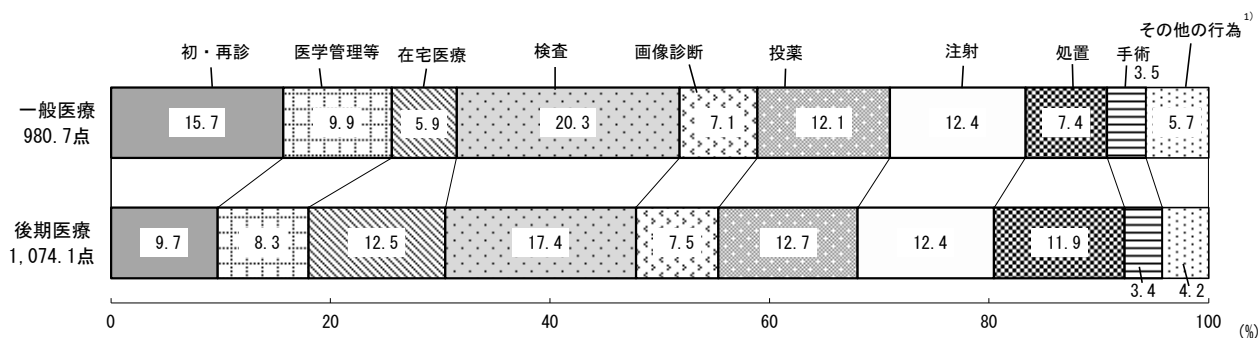 初・再診 医学管理等 在宅医療 検査 画像診断 投薬 注射 処置 手術 その他の行為1)
一般医療
980.7点
15.7 9.9 5.9 20.3 7.1 12.1 12.4 7.4 3.5 5.7
後期医療
1,074.1点
9.7 8.3 12.5 17.4 7.5 12.7 12.4 11.9 3.4 4.2
0 20 40 60 80 100
(%)